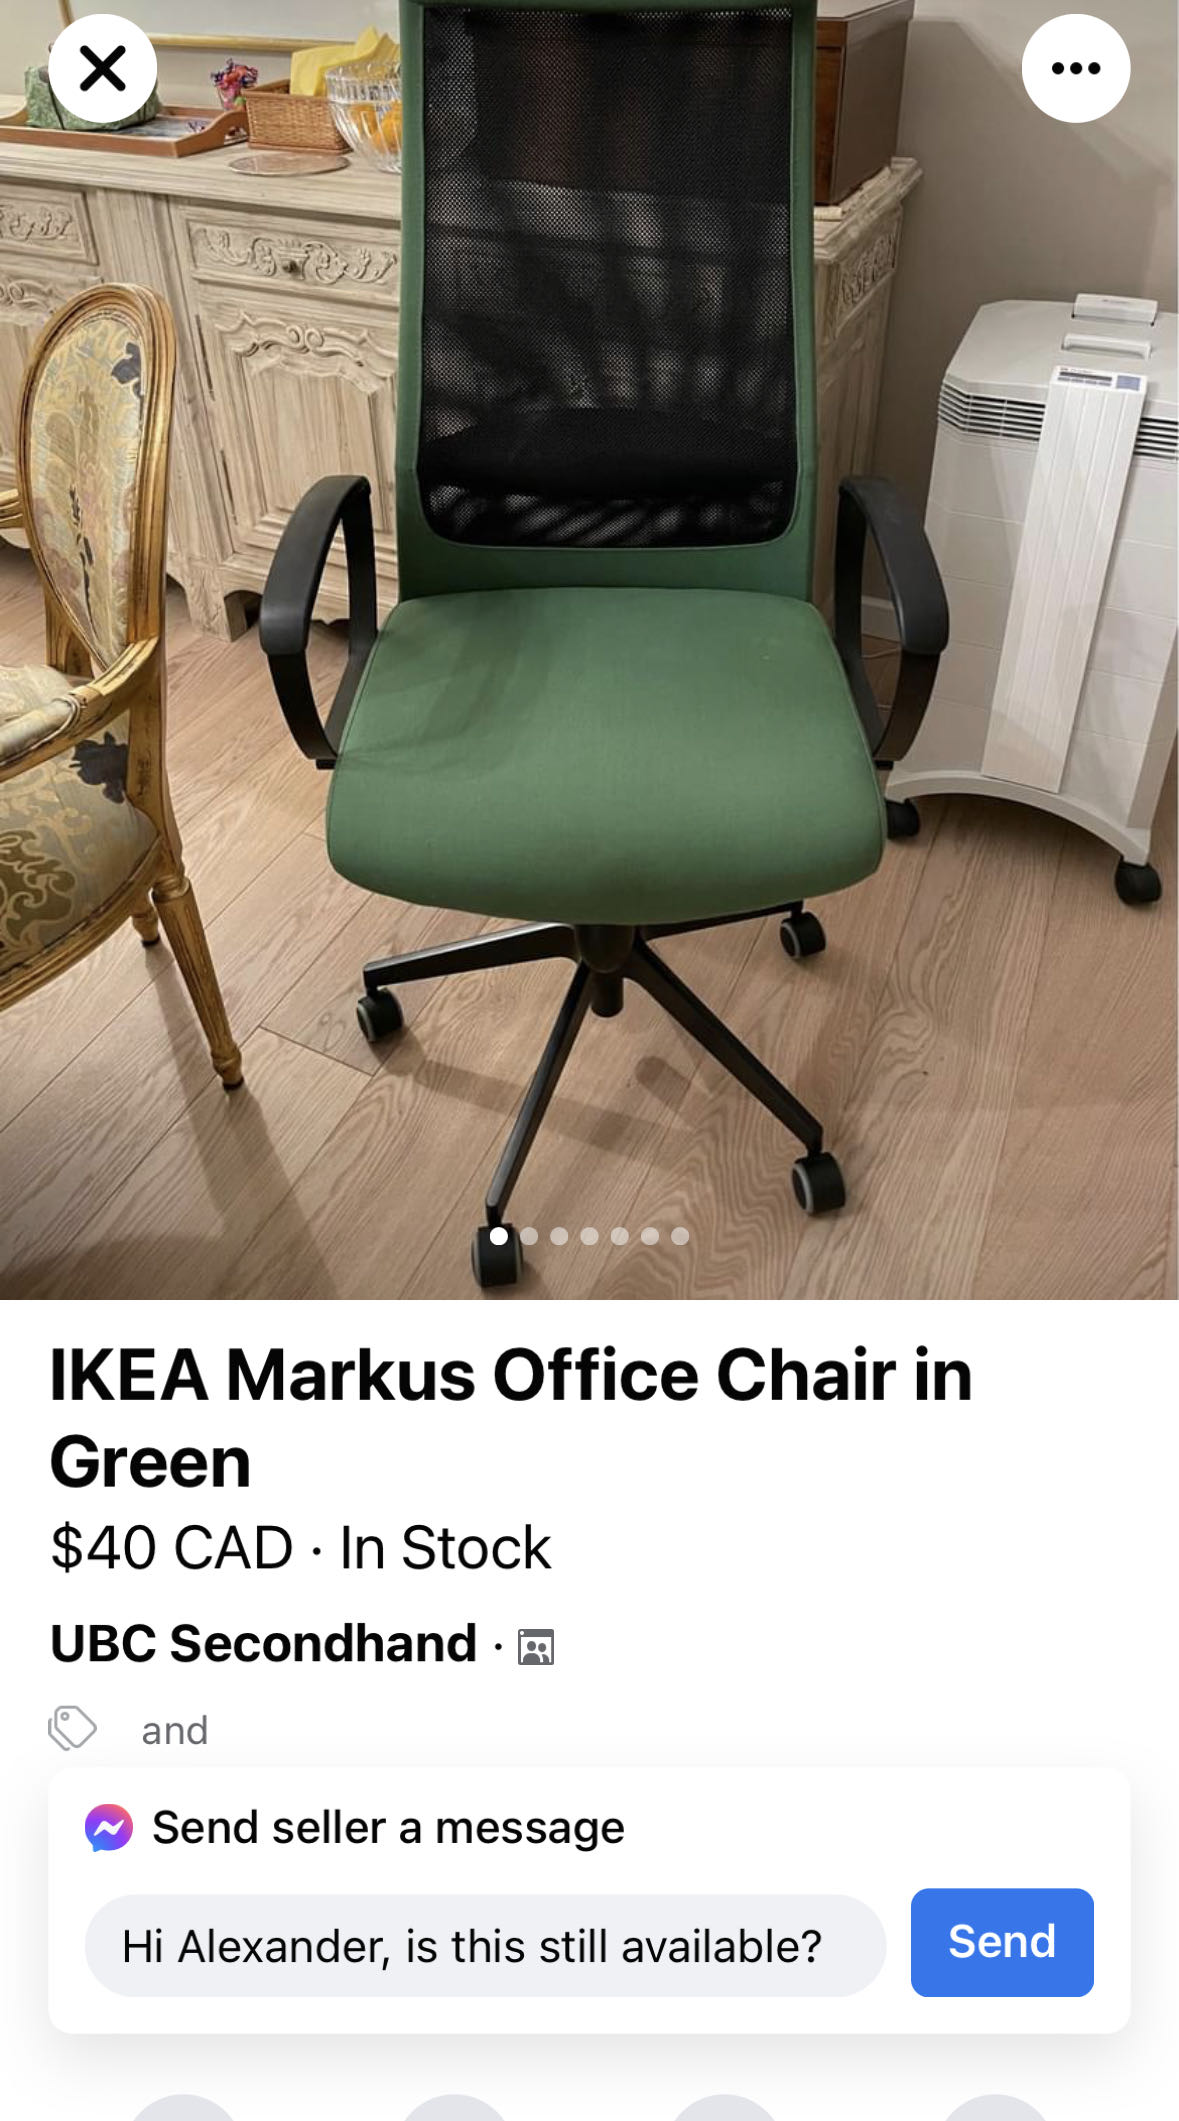 IKEA Markus Office Chair in
Green
$40 CAD · In Stock
UBC Secondhand ·
and
Send seller a message
Hi Alexander, is this still available?
Send